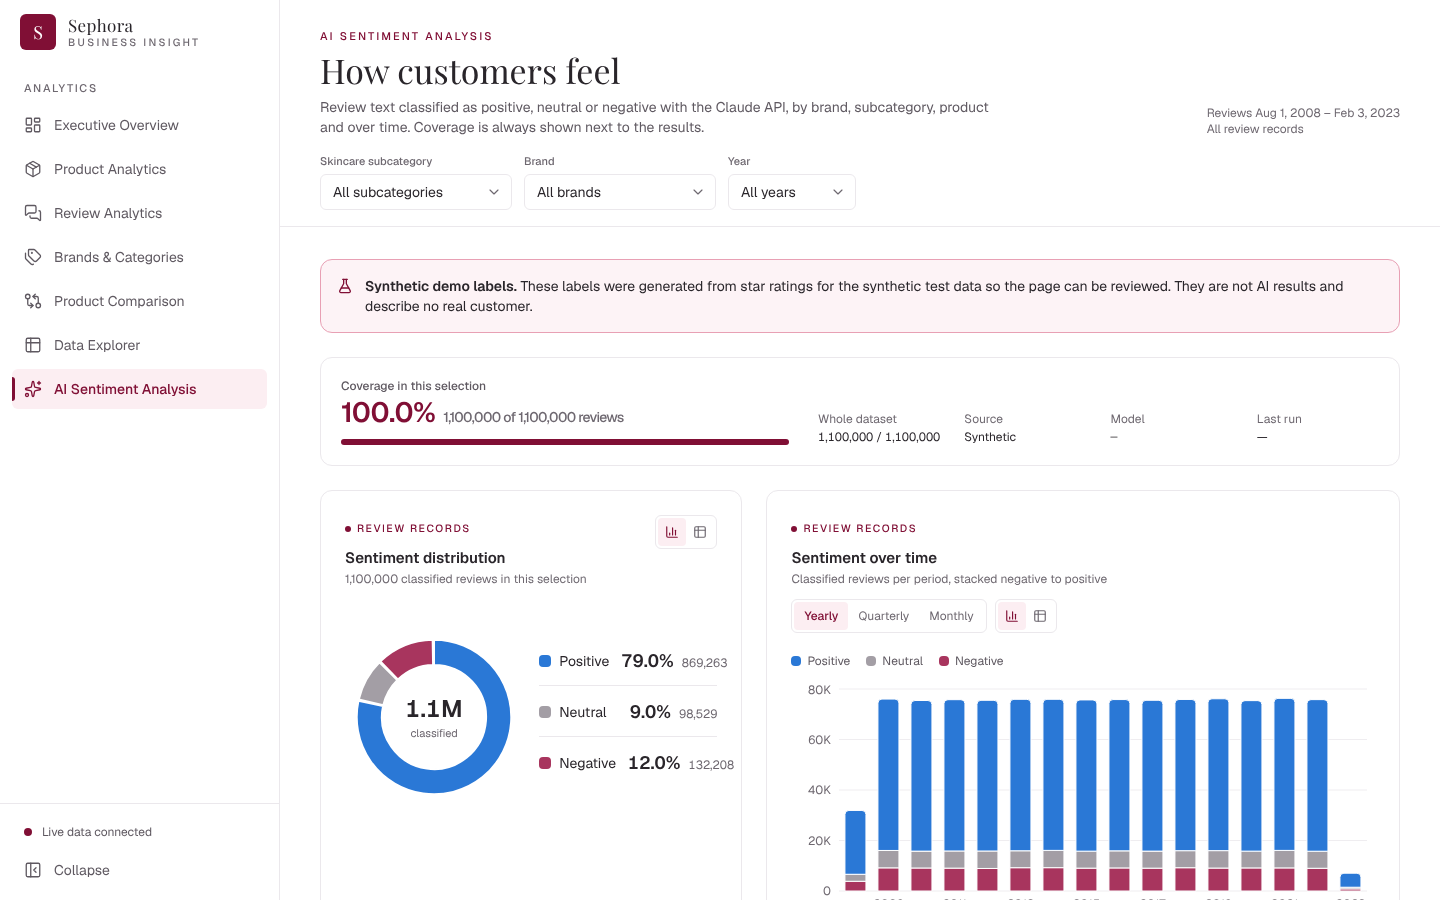 S
Sephora
BUSINESS INSIGHT
ANALYTICS
Executive Overview
Product Analytics
Review Analytics
Brands & Categories
Product Comparison
Data Explorer
AI Sentiment Analysis
Live data connected
Collapse
AI SENTIMENT ANALYSIS
How customers feel
Review text classified as positive, neutral or negative with the Claude API, by brand, subcategory, product
and over time. Coverage is always shown next to the results.
Reviews Aug 1, 2008 – Feb 3, 2023
All review records
Skincare subcategory
Brand
Year
All subcategories
All brands
All years
Synthetic demo labels. These labels were generated from star ratings for the synthetic test data so the page can be reviewed. They are not AI results and
describe no real customer.
Coverage in this selection
100.0% 1,100,000 of 1,100,000 reviews
Whole dataset
1,100,000 / 1,100,000
Source
Synthetic
Model
–
Last run
—
REVIEW RECORDS
Sentiment distribution
1,100,000 classified reviews in this selection
1.1M
classified
Positive 79.0% 869,263
Neutral 9.0% 98,529
Negative 12.0% 132,208
REVIEW RECORDS
Sentiment over time
Classified reviews per period, stacked negative to positive
Yearly Quarterly Monthly
Positive Neutral Negative
80K
60K
40K
20K
0